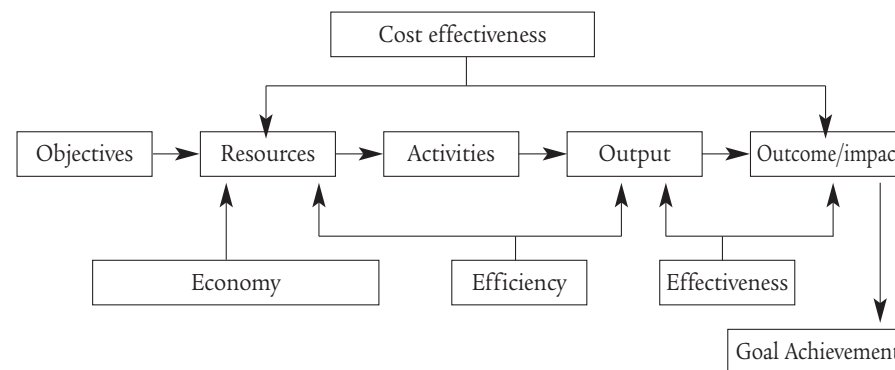 Cost effectiveness
Objectives
Resources
Activities
Output
Outcome/impac
Economy
Efficiency
Effectiveness
Goal Achievement